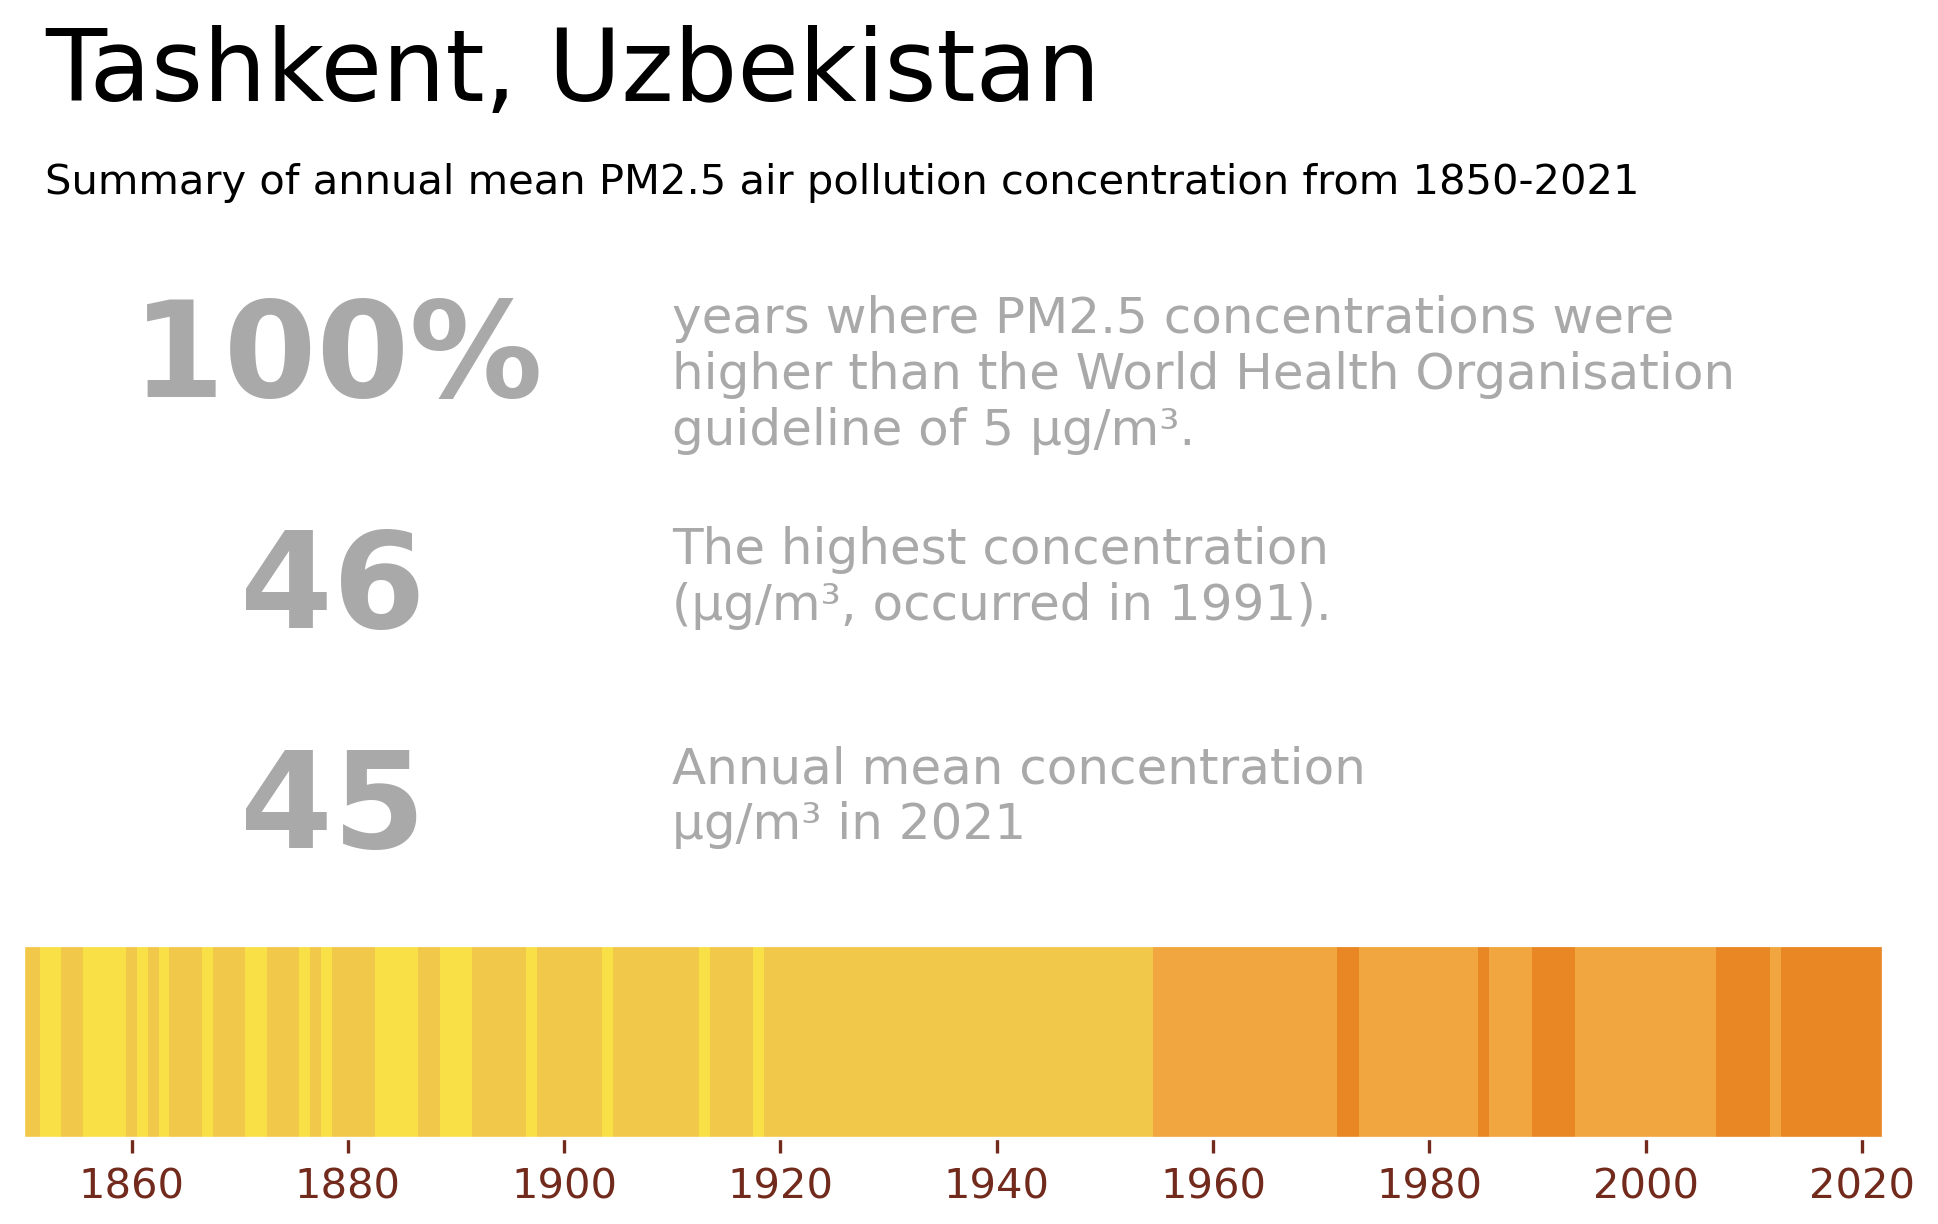 Tashkent, Uzbekistan
Summary of annual mean PM2.5 air pollution concentration from 1850-2021
100%
years where PM2.5 concentrations were
higher than the World Health Organisation
guideline of 5 µg/m³.
46
The highest concentration
(µg/m³, occurred in 1991).
45
Annual mean concentration
µg/m³ in 2021
1860 1880 1900 1920 1940 1960 1980 2000 2020